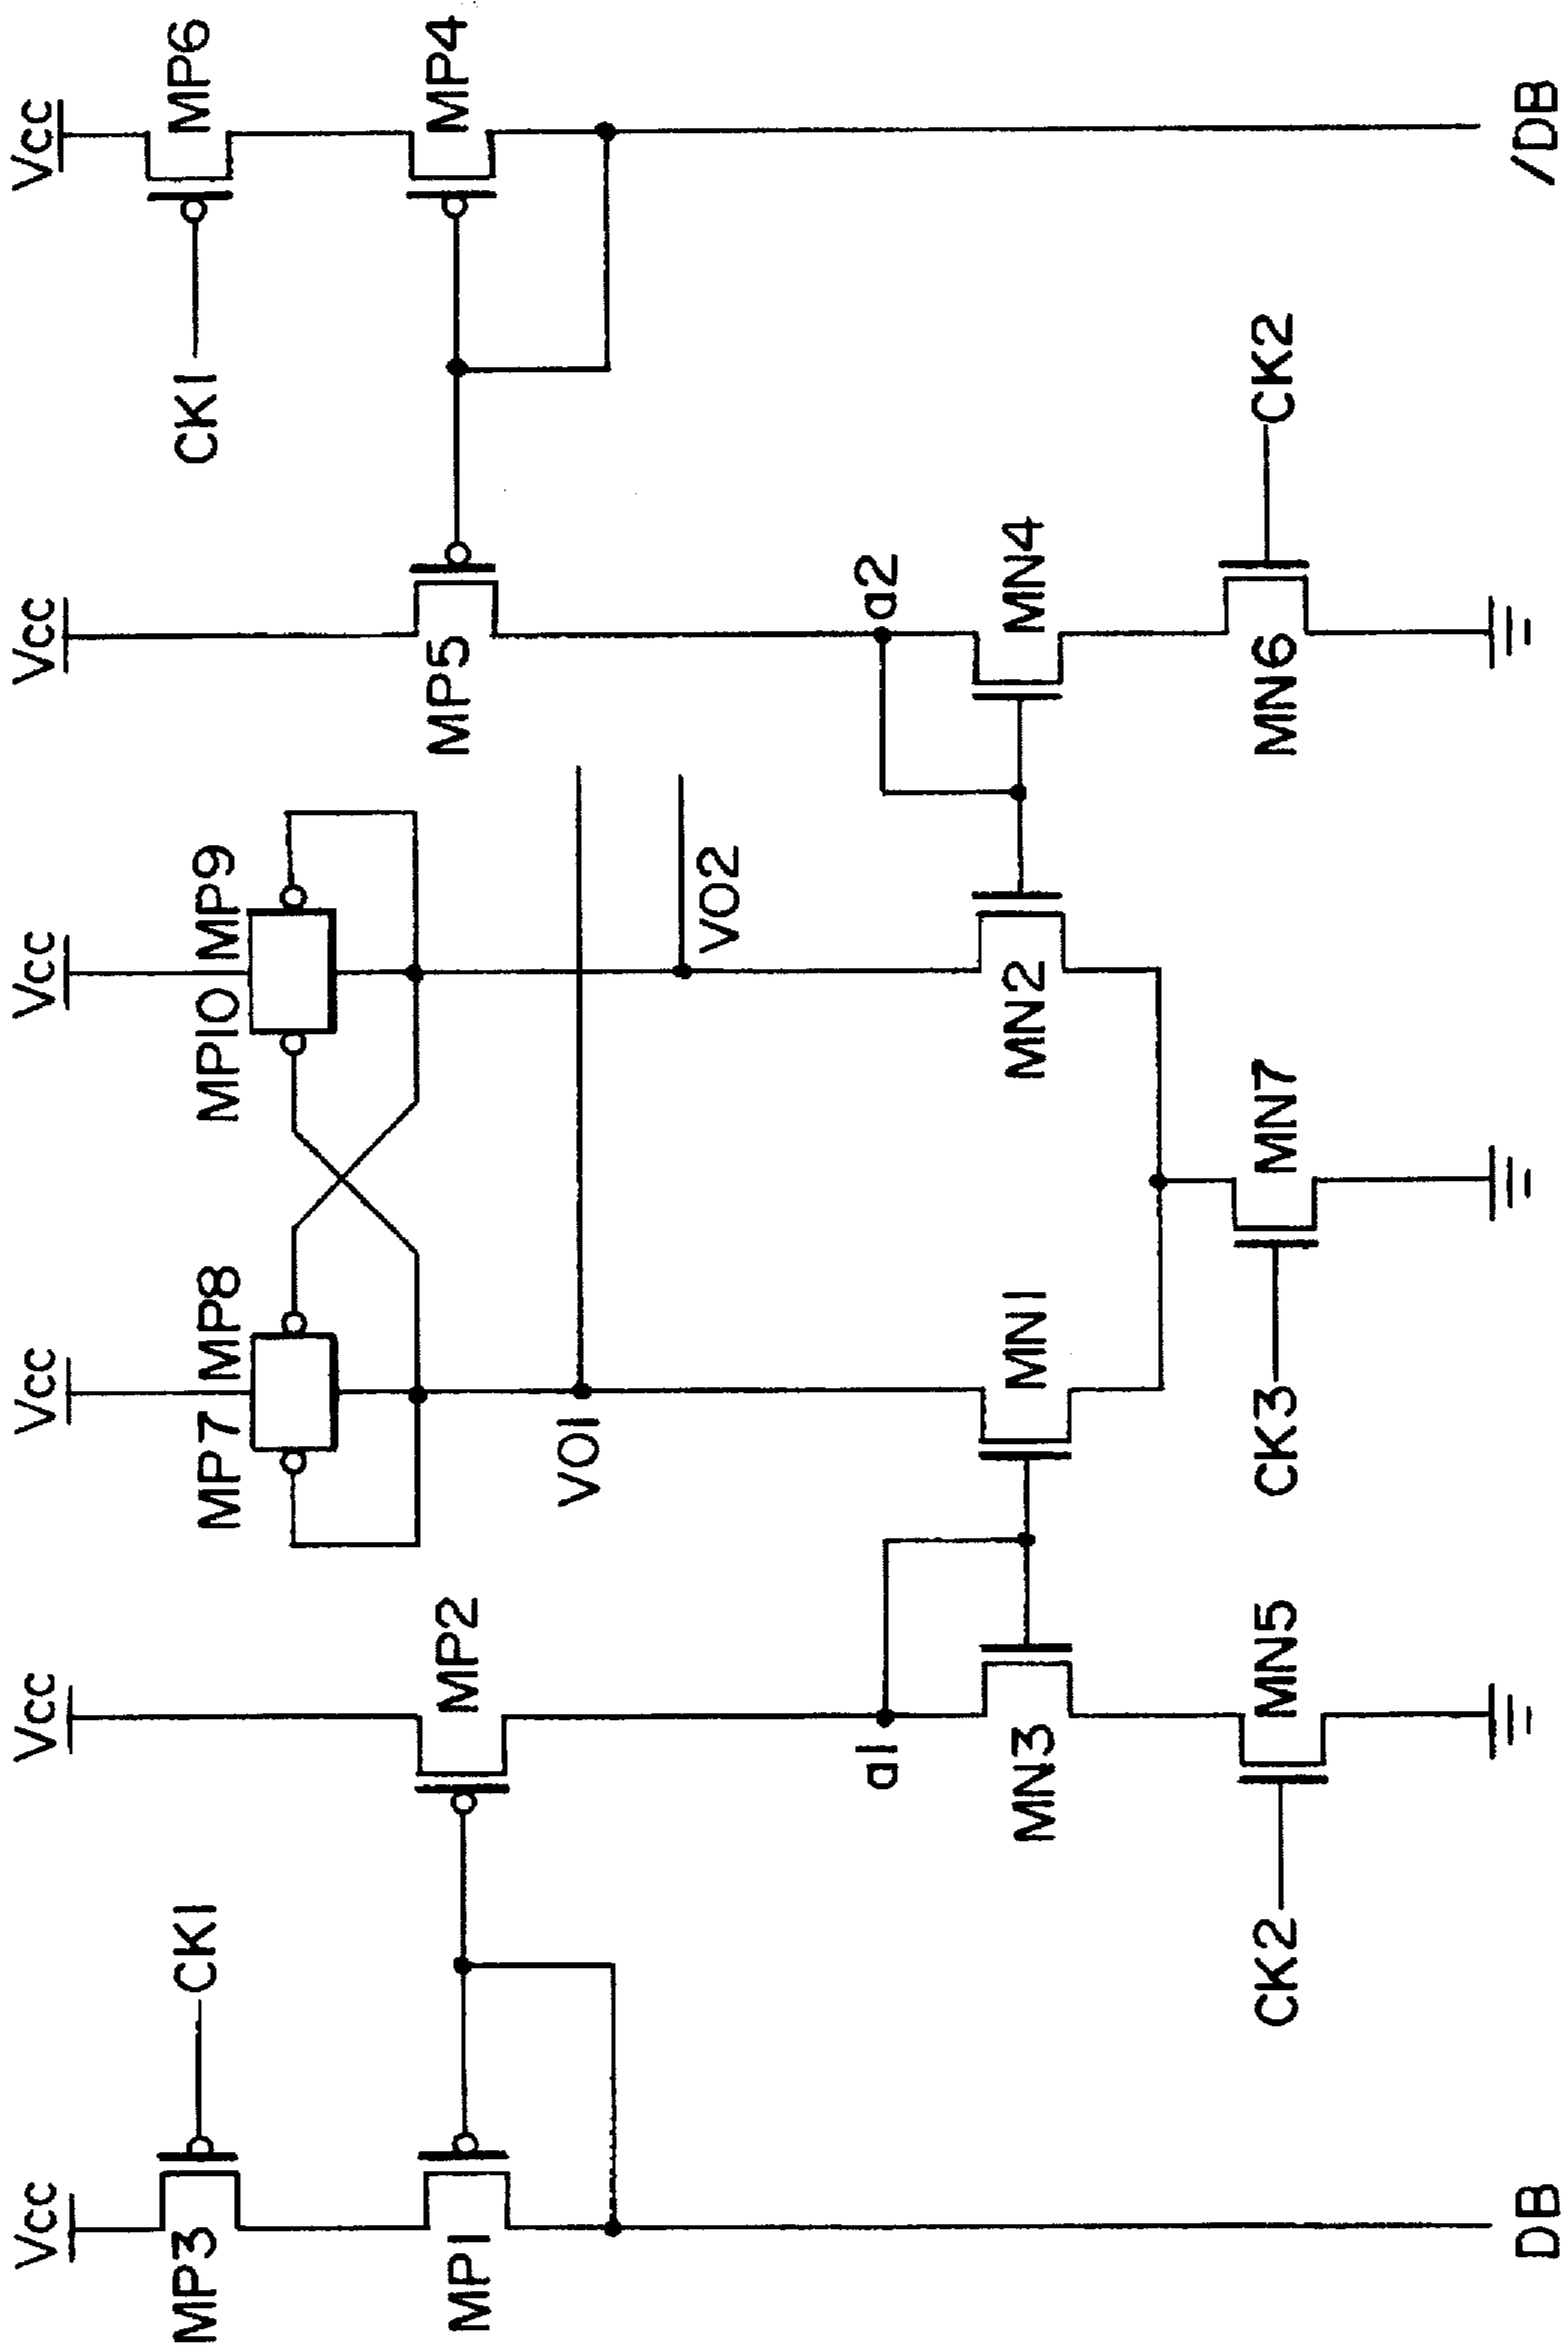 Vcc Vcc Vcc Vcc Vcc Vcc
MP3 CK1 MP7 MP8 MP10 MP9 CK1 MP6
MP1 MP2 MP5 MP4
VO1 VO2
a1 a2
MN3 MN1 MN2 MN4
CK2 MN5 CK3 MN7 MN6 CK2
DB /DB